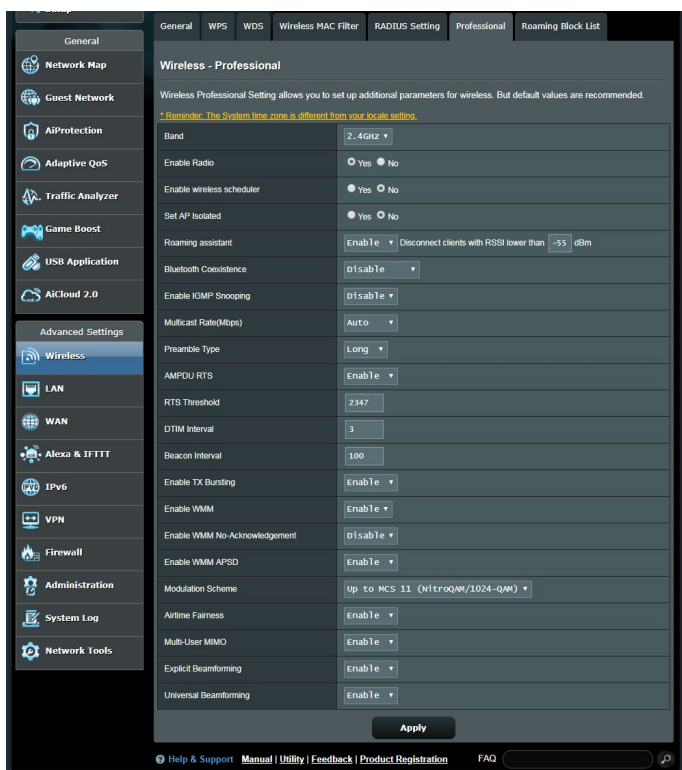 General WPS WDS Wireless MAC Filter RADIUS Setting Professional Roaming Block List
General
Network Map
Guest Network
AiProtection
Adaptive QoS
Traffic Analyzer
Game Boost
USB Application
AiCloud 2.0
Advanced Settings
Wireless
LAN
WAN
Alexa & IFTTT
IPv6
VPN
Firewall
Administration
System Log
Network Tools
Wireless - Professional
Wireless Professional Setting allows you to set up additional parameters for wireless. But default values are recommended.
* Reminder: The System time zone is different from your locale setting.
Band 2.4GHz
Enable Radio Yes No
Enable wireless scheduler Yes No
Set AP Isolated Yes No
Roaming assistant Enable Disconnect clients with RSSI lower than -55 dBm
Bluetooth Coexistence Disable
Enable IGMP Snooping Disable
Multicast Rate(Mbps) Auto
Preamble Type Long
AMPDU RTS Enable
RTS Threshold 2347
DTIM Interval 3
Beacon Interval 100
Enable TX Bursting Enable
Enable WMM Enable
Enable WMM No-Acknowledgement Disable
Enable WMM APSD Enable
Modulation Scheme Up to MCS 11 (NitroQAM/1024-QAM)
Airtime Fairness Enable
Multi-User MIMO Enable
Explicit Beamforming Enable
Universal Beamforming Enable
Apply
Help & Support Manual | Utility | Feedback | Product Registration FAQ